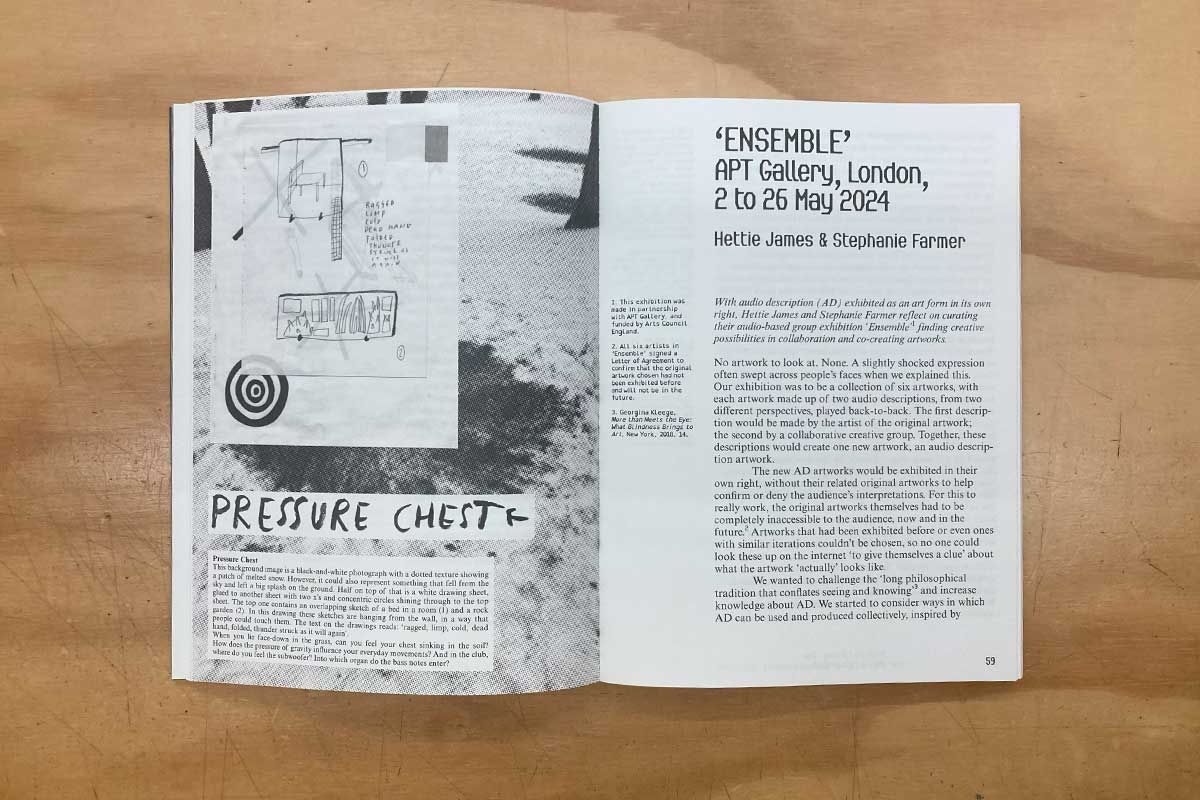 1
RAGGED
LIMP
COLD
DEAD HAND
FOLDED
THUNDER
STRUCK AS
IT WILL
AGAIN
2
PRESSURE CHEST
Pressure Chest
This background image is a black-and-white photograph with a dotted texture showing
a patch of melted snow. However, it could also represent something that fell from the
sky and left a big splash on the ground. Half on top of that is a white drawing sheet,
glued to another sheet with two x's and concentric circles shining through to the top
sheet. The top one contains an overlapping sketch of a bed in a room (1) and a rock
garden (2). In this drawing these sketches are hanging from the wall, in a way that
people could touch them. The text on the drawings reads: 'ragged, limp, cold, dead
hand, folded, thunder struck as it will again'.
When you lie face-down in the grass, can you feel your chest sinking in the soil?
How does the pressure of gravity influence your everyday movements? And in the club,
where do you feel the subwoofer? Into which organ do the bass notes enter?
‘ENSEMBLE’
APT Gallery, London,
2 to 26 May 2024
Hettie James & Stephanie Farmer
1. This exhibition was
made in partnership
with APT Gallery, and
funded by Arts Council
England.
2. All six artists in
‘Ensemble’ signed a
Letter of Agreement to
confirm that the original
artwork chosen had not
been exhibited before
and will not be in the
future.
3. Georgina Kleege,
More than Meets the Eye:
What Blindness Brings to
Art, New York, 2018, 14.
With audio description (AD) exhibited as an art form in its own
right, Hettie James and Stephanie Farmer reflect on curating
their audio-based group exhibition ‘Ensemble’1 finding creative
possibilities in collaboration and co-creating artworks.
No artwork to look at. None. A slightly shocked expression
often swept across people’s faces when we explained this.
Our exhibition was to be a collection of six artworks, with
each artwork made up of two audio descriptions, from two
different perspectives, played back-to-back. The first descrip-
tion would be made by the artist of the original artwork;
the second by a collaborative creative group. Together, these
descriptions would create one new artwork, an audio descrip-
tion artwork.
The new AD artworks would be exhibited in their
own right, without their related original artworks to help
confirm or deny the audience’s interpretations. For this to
really work, the original artworks themselves had to be
completely inaccessible to the audience, now and in the
future.2 Artworks that had been exhibited before or even ones
with similar iterations couldn’t be chosen, so no one could
look these up on the internet ‘to give themselves a clue’ about
what the artwork ‘actually’ looks like.
We wanted to challenge the ‘long philosophical
tradition that conflates seeing and knowing’3 and increase
knowledge about AD. We started to consider ways in which
AD can be used and produced collectively, inspired by
59